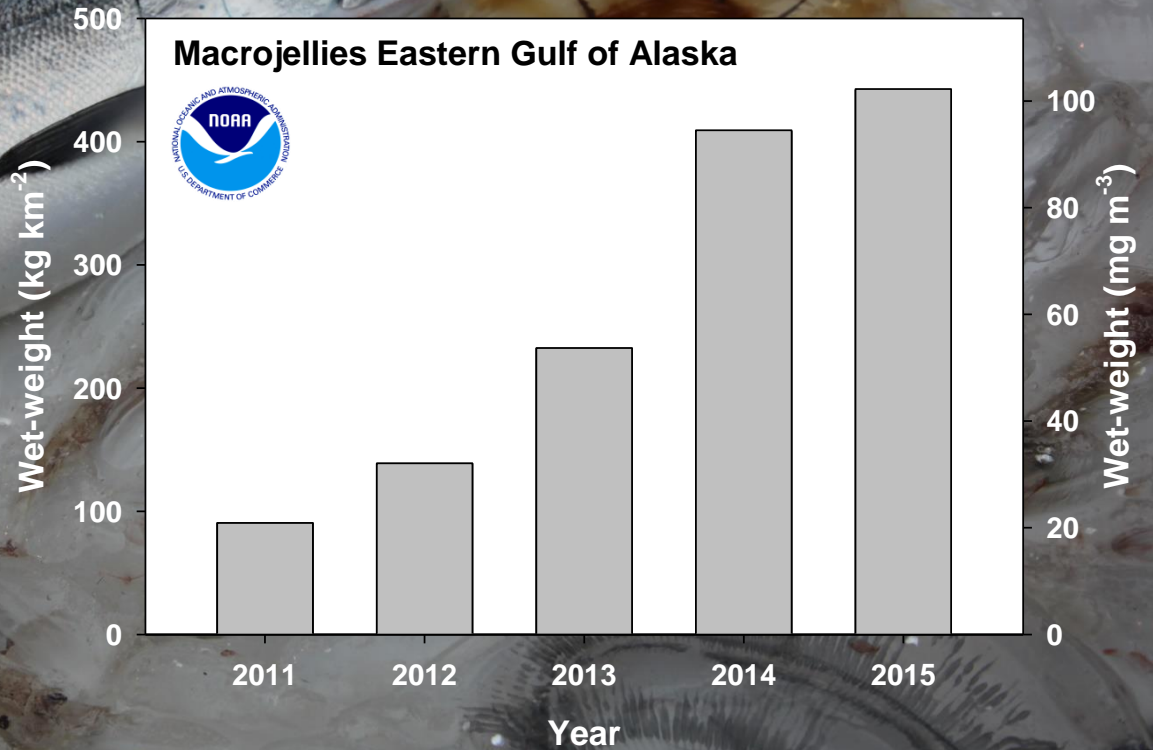 Macrojellies Eastern Gulf of Alaska
NATIONAL OCEANIC AND ATMOSPHERIC ADMINISTRATION
NOAA
U.S. DEPARTMENT OF COMMERCE
Wet-weight (kg km-2)
500
400
300
200
100
0
Wet-weight (mg m-3)
100
80
60
40
20
0
2011 2012 2013 2014 2015
Year